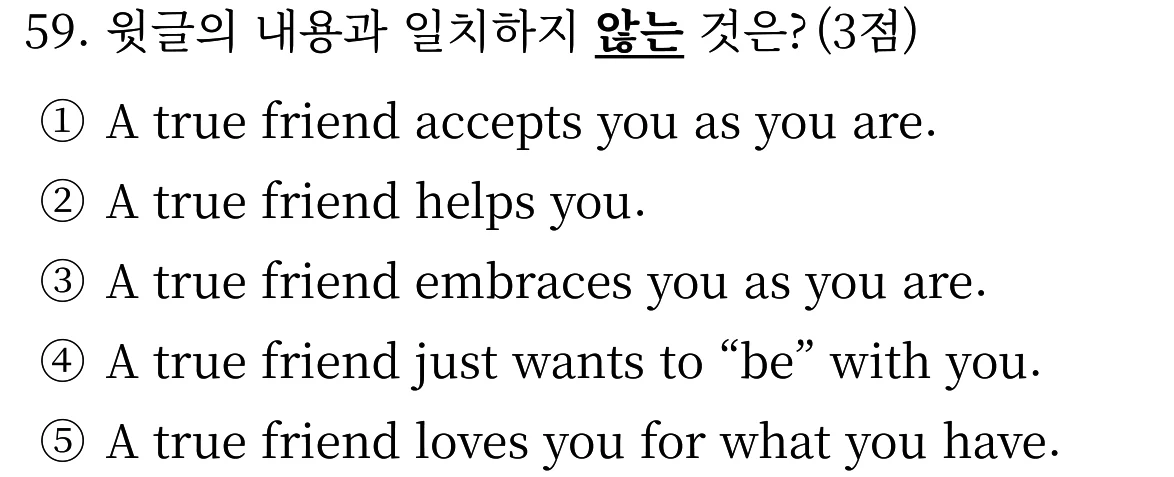 59. 윗글의 내용과 일치하지 않는 것은?(3점)
① A true friend accepts you as you are.
② A true friend helps you.
③ A true friend embraces you as you are.
④ A true friend just wants to “be” with you.
⑤ A true friend loves you for what you have.